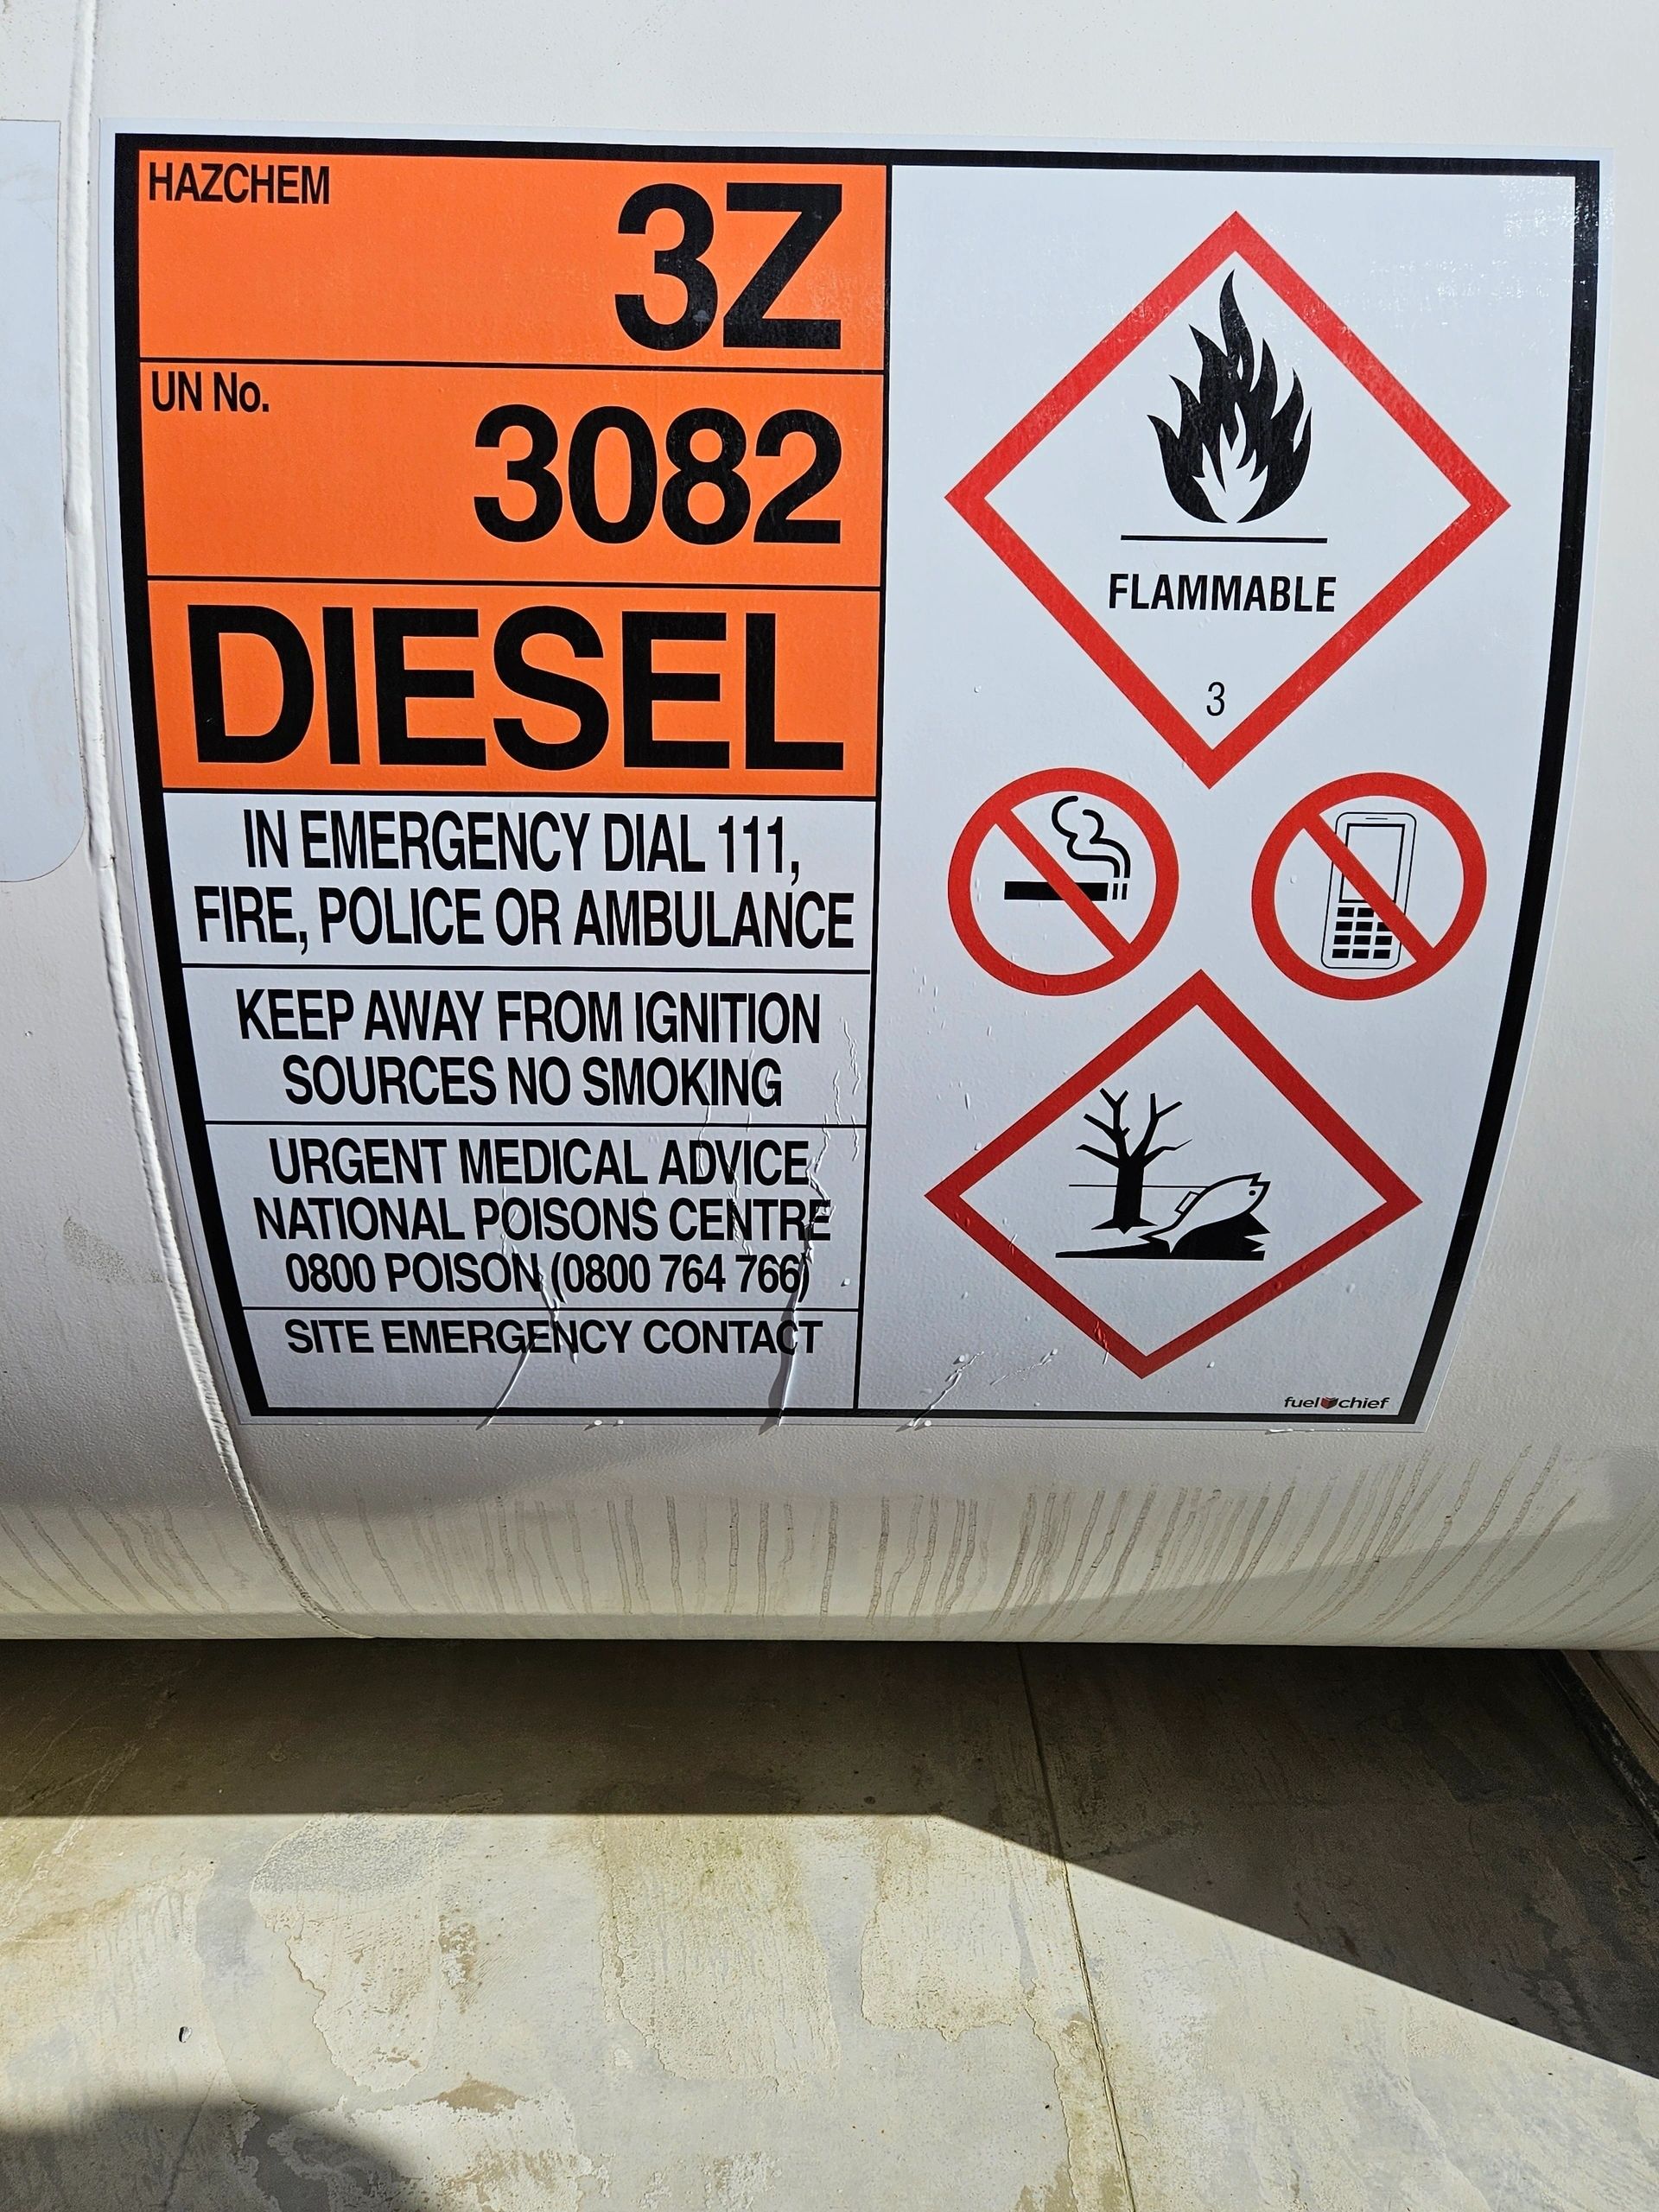 HAZCHEM
3Z
UN No.
3082
DIESEL
IN EMERGENCY DIAL 111,
FIRE, POLICE OR AMBULANCE
KEEP AWAY FROM IGNITION
SOURCES NO SMOKING
URGENT MEDICAL ADVICE
NATIONAL POISONS CENTRE
0800 POISON (0800 764 766)
SITE EMERGENCY CONTACT
FLAMMABLE
3
fuel chief